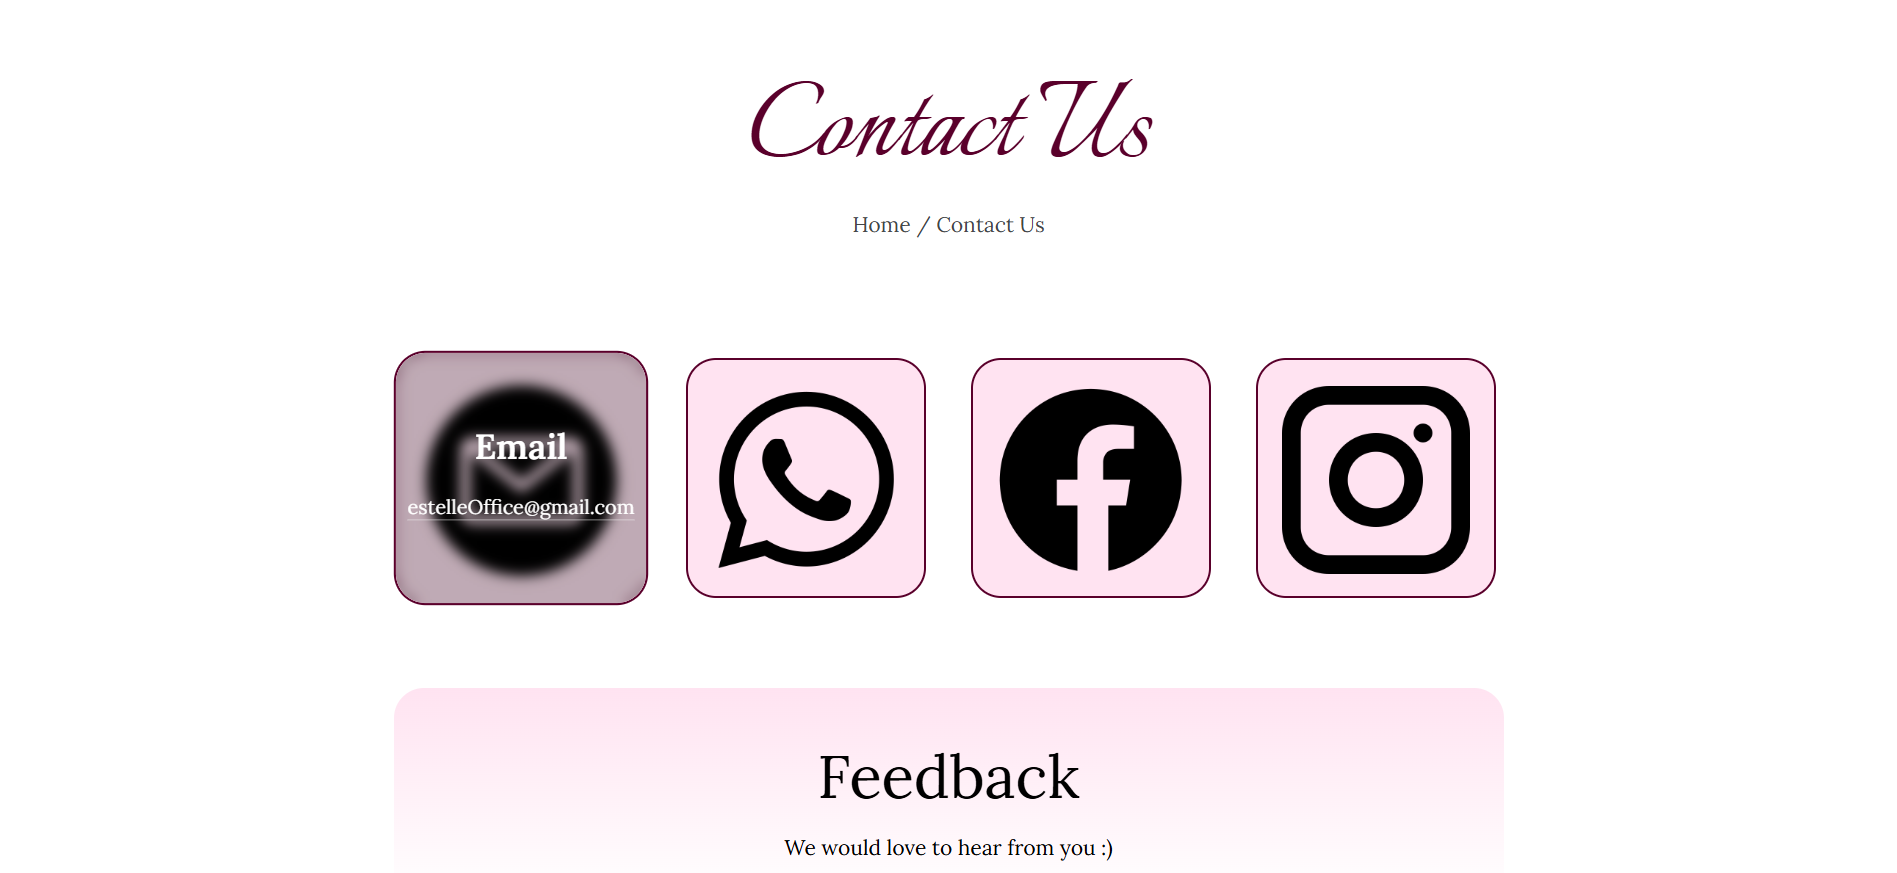 Contact Us
Home / Contact Us
Email
estelleOffice@gmail.com
Feedback
We would love to hear from you :)